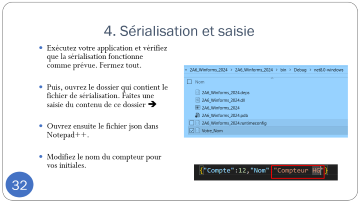 4. Sérialisation et saisie
• Exécutez votre application et vérifiez
que la sérialisation fonctionne
comme prévue. Fermez tout.
• Puis, ouvrez le dossier qui contient le
fichier de sérialisation. Faites une
saisie du contenu de ce dossier ➔
• Ouvrez ensuite le fichier json dans
Notepad++.
• Modifiez le nom du compteur pour
vos initiales.
32
ZA6_Winforms_2024 > ZA6_Winforms_2024 > bin > Debug > net8.0-windows
Nom
ZA6_Winforms_2024.deps
ZA6_Winforms_2024.dll
ZA6_Winforms_2024
ZA6_Winforms_2024.pdb
ZA6_Winforms_2024.runtimeconfig
Votre_Nom
{"Compte":12,"Nom":"Compteur HG"}